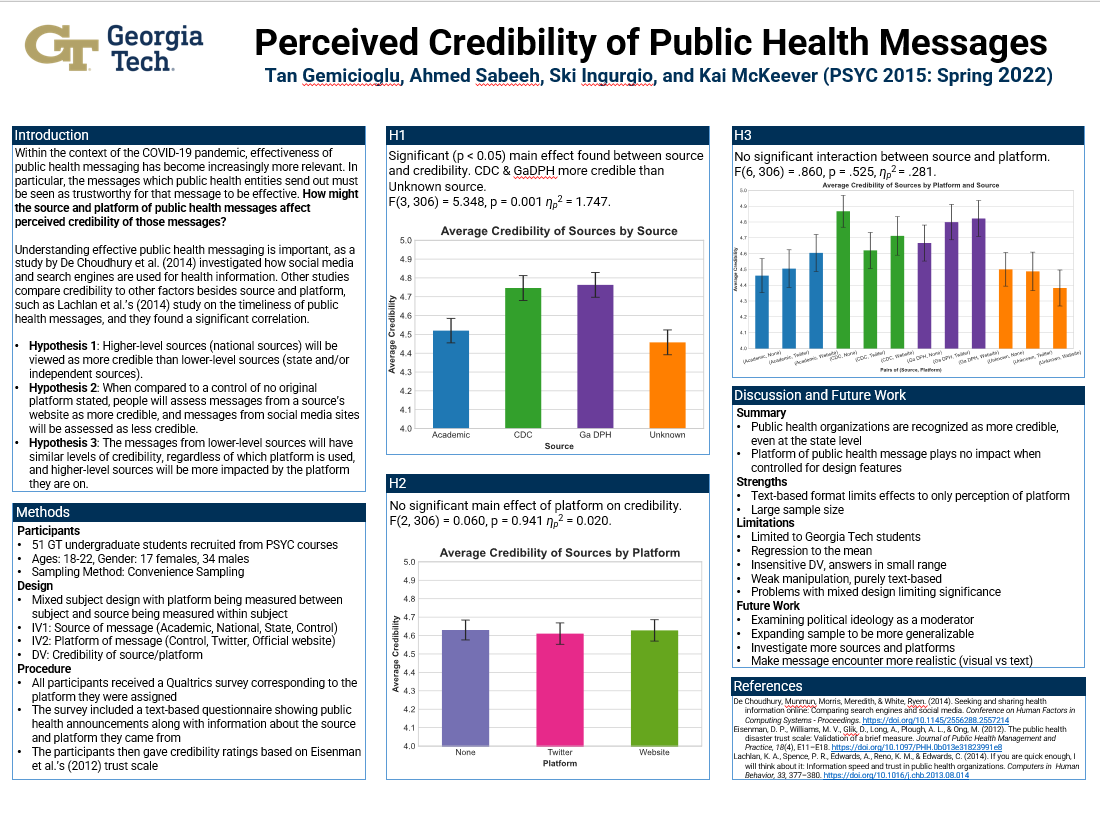 Georgia
Tech.
Perceived Credibility of Public Health Messages
Tan Gemicioglu, Ahmed Sabeeh, Ski Ingurgio, and Kai McKeever (PSYC 2015: Spring 2022)
Introduction
Within the context of the COVID-19 pandemic, effectiveness of
public health messaging has become increasingly more relevant. In
particular, the messages which public health entities send out must
be seen as trustworthy for that message to be effective. How might
the source and platform of public health messages affect
perceived credibility of those messages?
Understanding effective public health messaging is important, as a
study by De Choudhury et al. (2014) investigated how social media
and search engines are used for health information. Other studies
compare credibility to other factors besides source and platform,
such as Lachlan et al.'s (2014) study on the timeliness of public
health messages, and they found a significant correlation.
• Hypothesis 1: Higher-level sources (national sources) will be
viewed as more credible than lower-level sources (state and/or
independent sources).
• Hypothesis 2: When compared to a control of no original
platform stated, people will assess messages from a source's
website as more credible, and messages from social media sites
will be assessed as less credible.
• Hypothesis 3: The messages from lower-level sources will have
similar levels of credibility, regardless of which platform is used,
and higher-level sources will be more impacted by the platform
they are on.
Methods
Participants
• 51 GT undergraduate students recruited from PSYC courses
• Ages: 18-22, Gender: 17 females, 34 males
• Sampling Method: Convenience Sampling
Design
• Mixed subject design with platform being measured between
subject and source being measured within subject
• IV1: Source of message (Academic, National, State, Control)
• IV2: Platform of message (Control, Twitter, Official website)
• DV: Credibility of source/platform
Procedure
• All participants received a Qualtrics survey corresponding to the
platform they were assigned
• The survey included a text-based questionnaire showing public
health announcements along with information about the source
and platform they came from
• The participants then gave credibility ratings based on Eisenman
et al.'s (2012) trust scale
H1
Significant (p < 0.05) main effect found between source
and credibility. CDC & GaDPH more credible than
Unknown source.
F(3, 306) = 5.348, p = 0.001 ηp² = 1.747.
Average Credibility of Sources by Source
Average Credibility
5.0
4.9
4.8
4.7
4.6
4.5
4.4
4.3
4.2
4.1
4.0
Academic CDC Ga DPH Unknown
Source
H2
No significant main effect of platform on credibility.
F(2, 306) = 0.060, p = 0.941 ηp² = 0.020.
Average Credibility of Sources by Platform
Average Credibility
5.0
4.9
4.8
4.7
4.6
4.5
4.4
4.3
4.2
4.1
4.0
None Twitter Website
Platform
H3
No significant interaction between source and platform.
F(6, 306) = .860, p = .525, ηp² = .281.
Average Credibility of Sources by Platform and Source
Average Credibility
5.0
4.9
4.8
4.7
4.6
4.5
4.4
4.3
4.2
4.1
4.0
(Academic, None) (Academic, Twitter) (Academic, Website) (CDC, None) (CDC, Twitter) (CDC, Website) (Ga DPH, None) (Ga DPH, Twitter) (Ga DPH, Website) (Unknown, None) (Unknown, Twitter) (Unknown, Website)
Pairs of (Source, Platform)
Discussion and Future Work
Summary
• Public health organizations are recognized as more credible,
even at the state level
• Platform of public health message plays no impact when
controlled for design features
Strengths
• Text-based format limits effects to only perception of platform
• Large sample size
Limitations
• Limited to Georgia Tech students
• Regression to the mean
• Insensitive DV, answers in small range
• Weak manipulation, purely text-based
• Problems with mixed design limiting significance
Future Work
• Examining political ideology as a moderator
• Expanding sample to be more generalizable
• Investigate more sources and platforms
• Make message encounter more realistic (visual vs text)
References
De Choudhury, Munmun, Morris, Meredith, & White, Ryen. (2014). Seeking and sharing health
information online: Comparing search engines and social media. Conference on Human Factors in
Computing Systems - Proceedings. https://doi.org/10.1145/2556288.2557214
Eisenman, D. P., Williams, M. V., Glik, D., Long, A., Plough, A. L., & Ong, M. (2012). The public health
disaster trust scale: Validation of a brief measure. Journal of Public Health Management and
Practice, 18(4), E11–E18. https://doi.org/10.1097/PHH.0b013e31823991e8
Lachlan, K. A., Spence, P. R., Edwards, A., Reno, K. M., & Edwards, C. (2014). If you are quick enough, I
will think about it: Information speed and trust in public health organizations. Computers in Human
Behavior, 33, 377–380. https://doi.org/10.1016/j.chb.2013.08.014